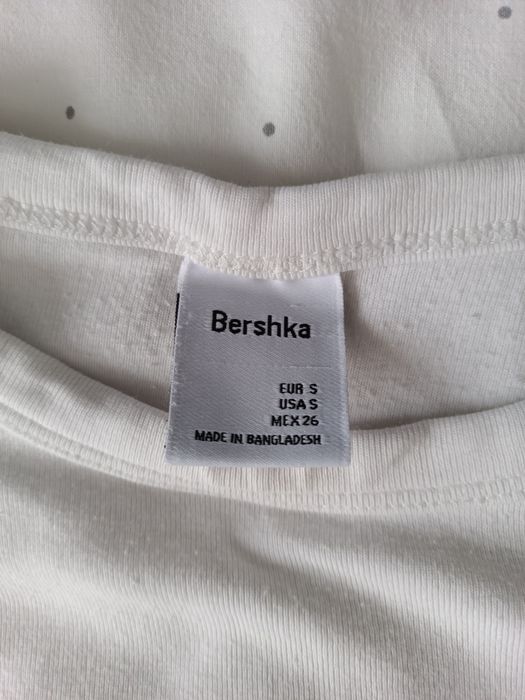 Bershka
EUR S
USA S
MEX 26
MADE IN BANGLADESH